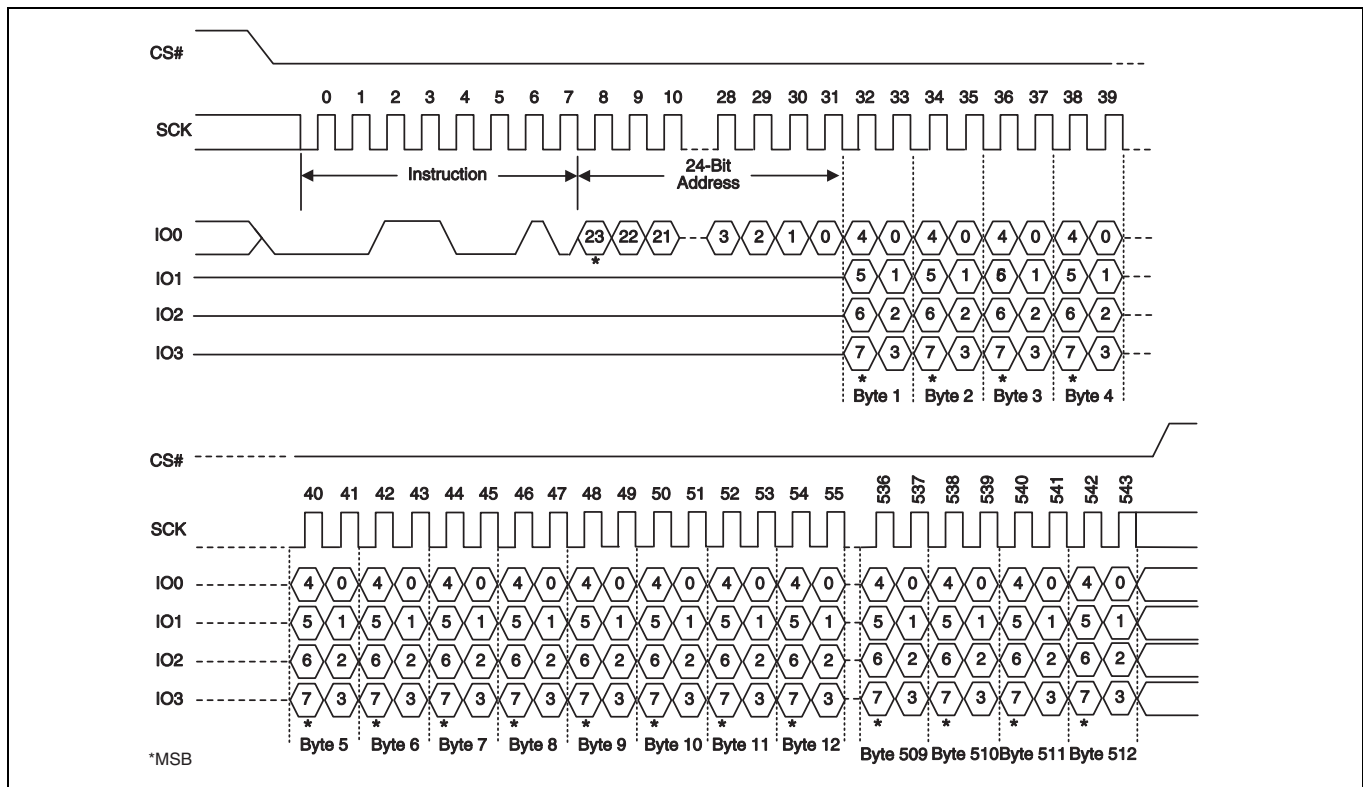 CS#
0 1 2 3 4 5 6 7 8 9 10 28 29 30 31 32 33 34 35 36 37 38 39
SCK
Instruction
24-Bit
Address
IO0 23 22 21 3 2 1 0 4 0 4 0 4 0 4 0
*
IO1 5 1 5 1 6 1 5 1
IO2 6 2 6 2 6 2 6 2
IO3 7 3 7 3 7 3 7 3
* * * *
Byte 1 Byte 2 Byte 3 Byte 4
CS#
40 41 42 43 44 45 46 47 48 49 50 51 52 53 54 55 536 537 538 539 540 541 542 543
SCK
IO0 4 0 4 0 4 0 4 0 4 0 4 0 4 0 4 0 4 0 4 0 4 0 4 0
IO1 5 1 5 1 5 1 5 1 5 1 5 1 5 1 5 1 5 1 5 1 5 1 5 1
IO2 6 2 6 2 6 2 6 2 6 2 6 2 6 2 6 2 6 2 6 2 6 2 6 2
IO3 7 3 7 3 7 3 7 3 7 3 7 3 7 3 7 3 7 3 7 3 7 3 7 3
* * * * * * * * * * * *
Byte 5 Byte 6 Byte 7 Byte 8 Byte 9 Byte 10 Byte 11 Byte 12 Byte 509 Byte 510 Byte 511 Byte 512
*MSB